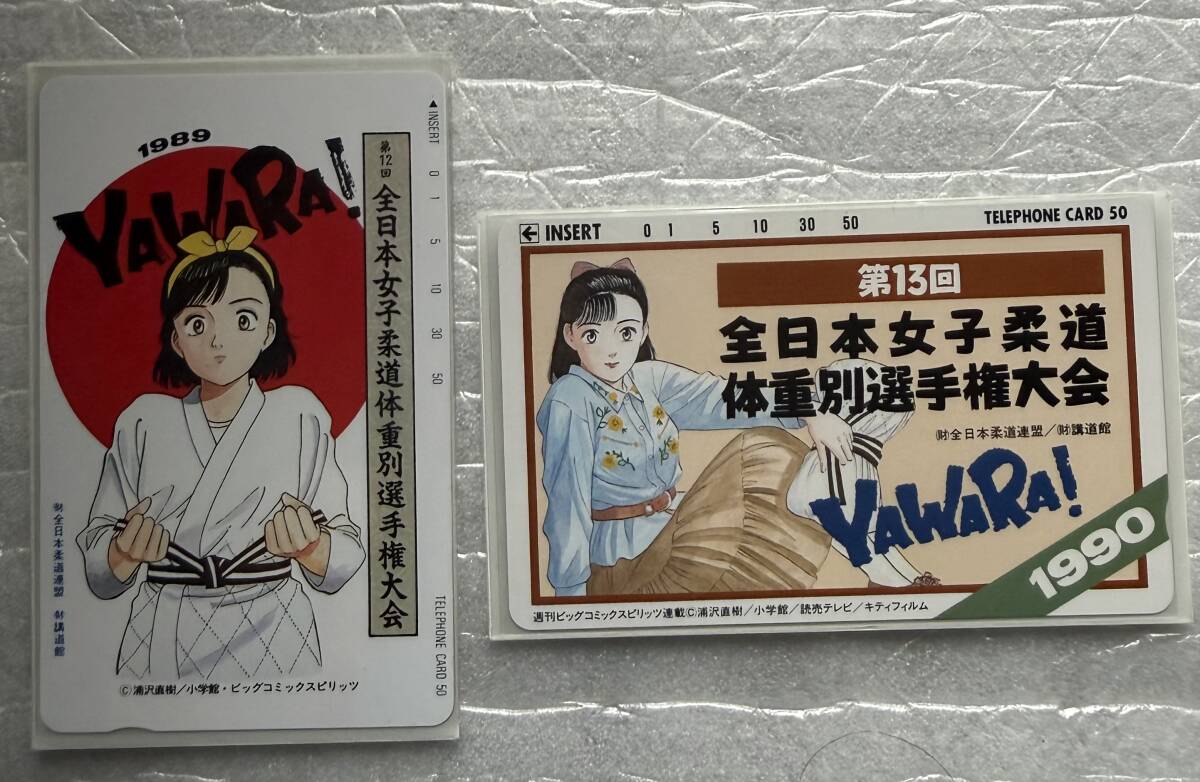 1989
YAWARA!
第12回
全日本女子柔道体重別選手権大会
▲INSERT 0 1 5 10 30 50
TELEPHONE CARD 50
㈶全日本柔道連盟 ㈶講道館
Ⓒ浦沢直樹/小学館・ビッグコミックスピリッツ
← INSERT 0 1 5 10 30 50
TELEPHONE CARD 50
第13回
全日本女子柔道
体重別選手権大会
㈶全日本柔道連盟/㈶講道館
YAWARA!
1990
週刊ビッグコミックスピリッツ連載Ⓒ浦沢直樹/小学館/読売テレビ/キティフィルム